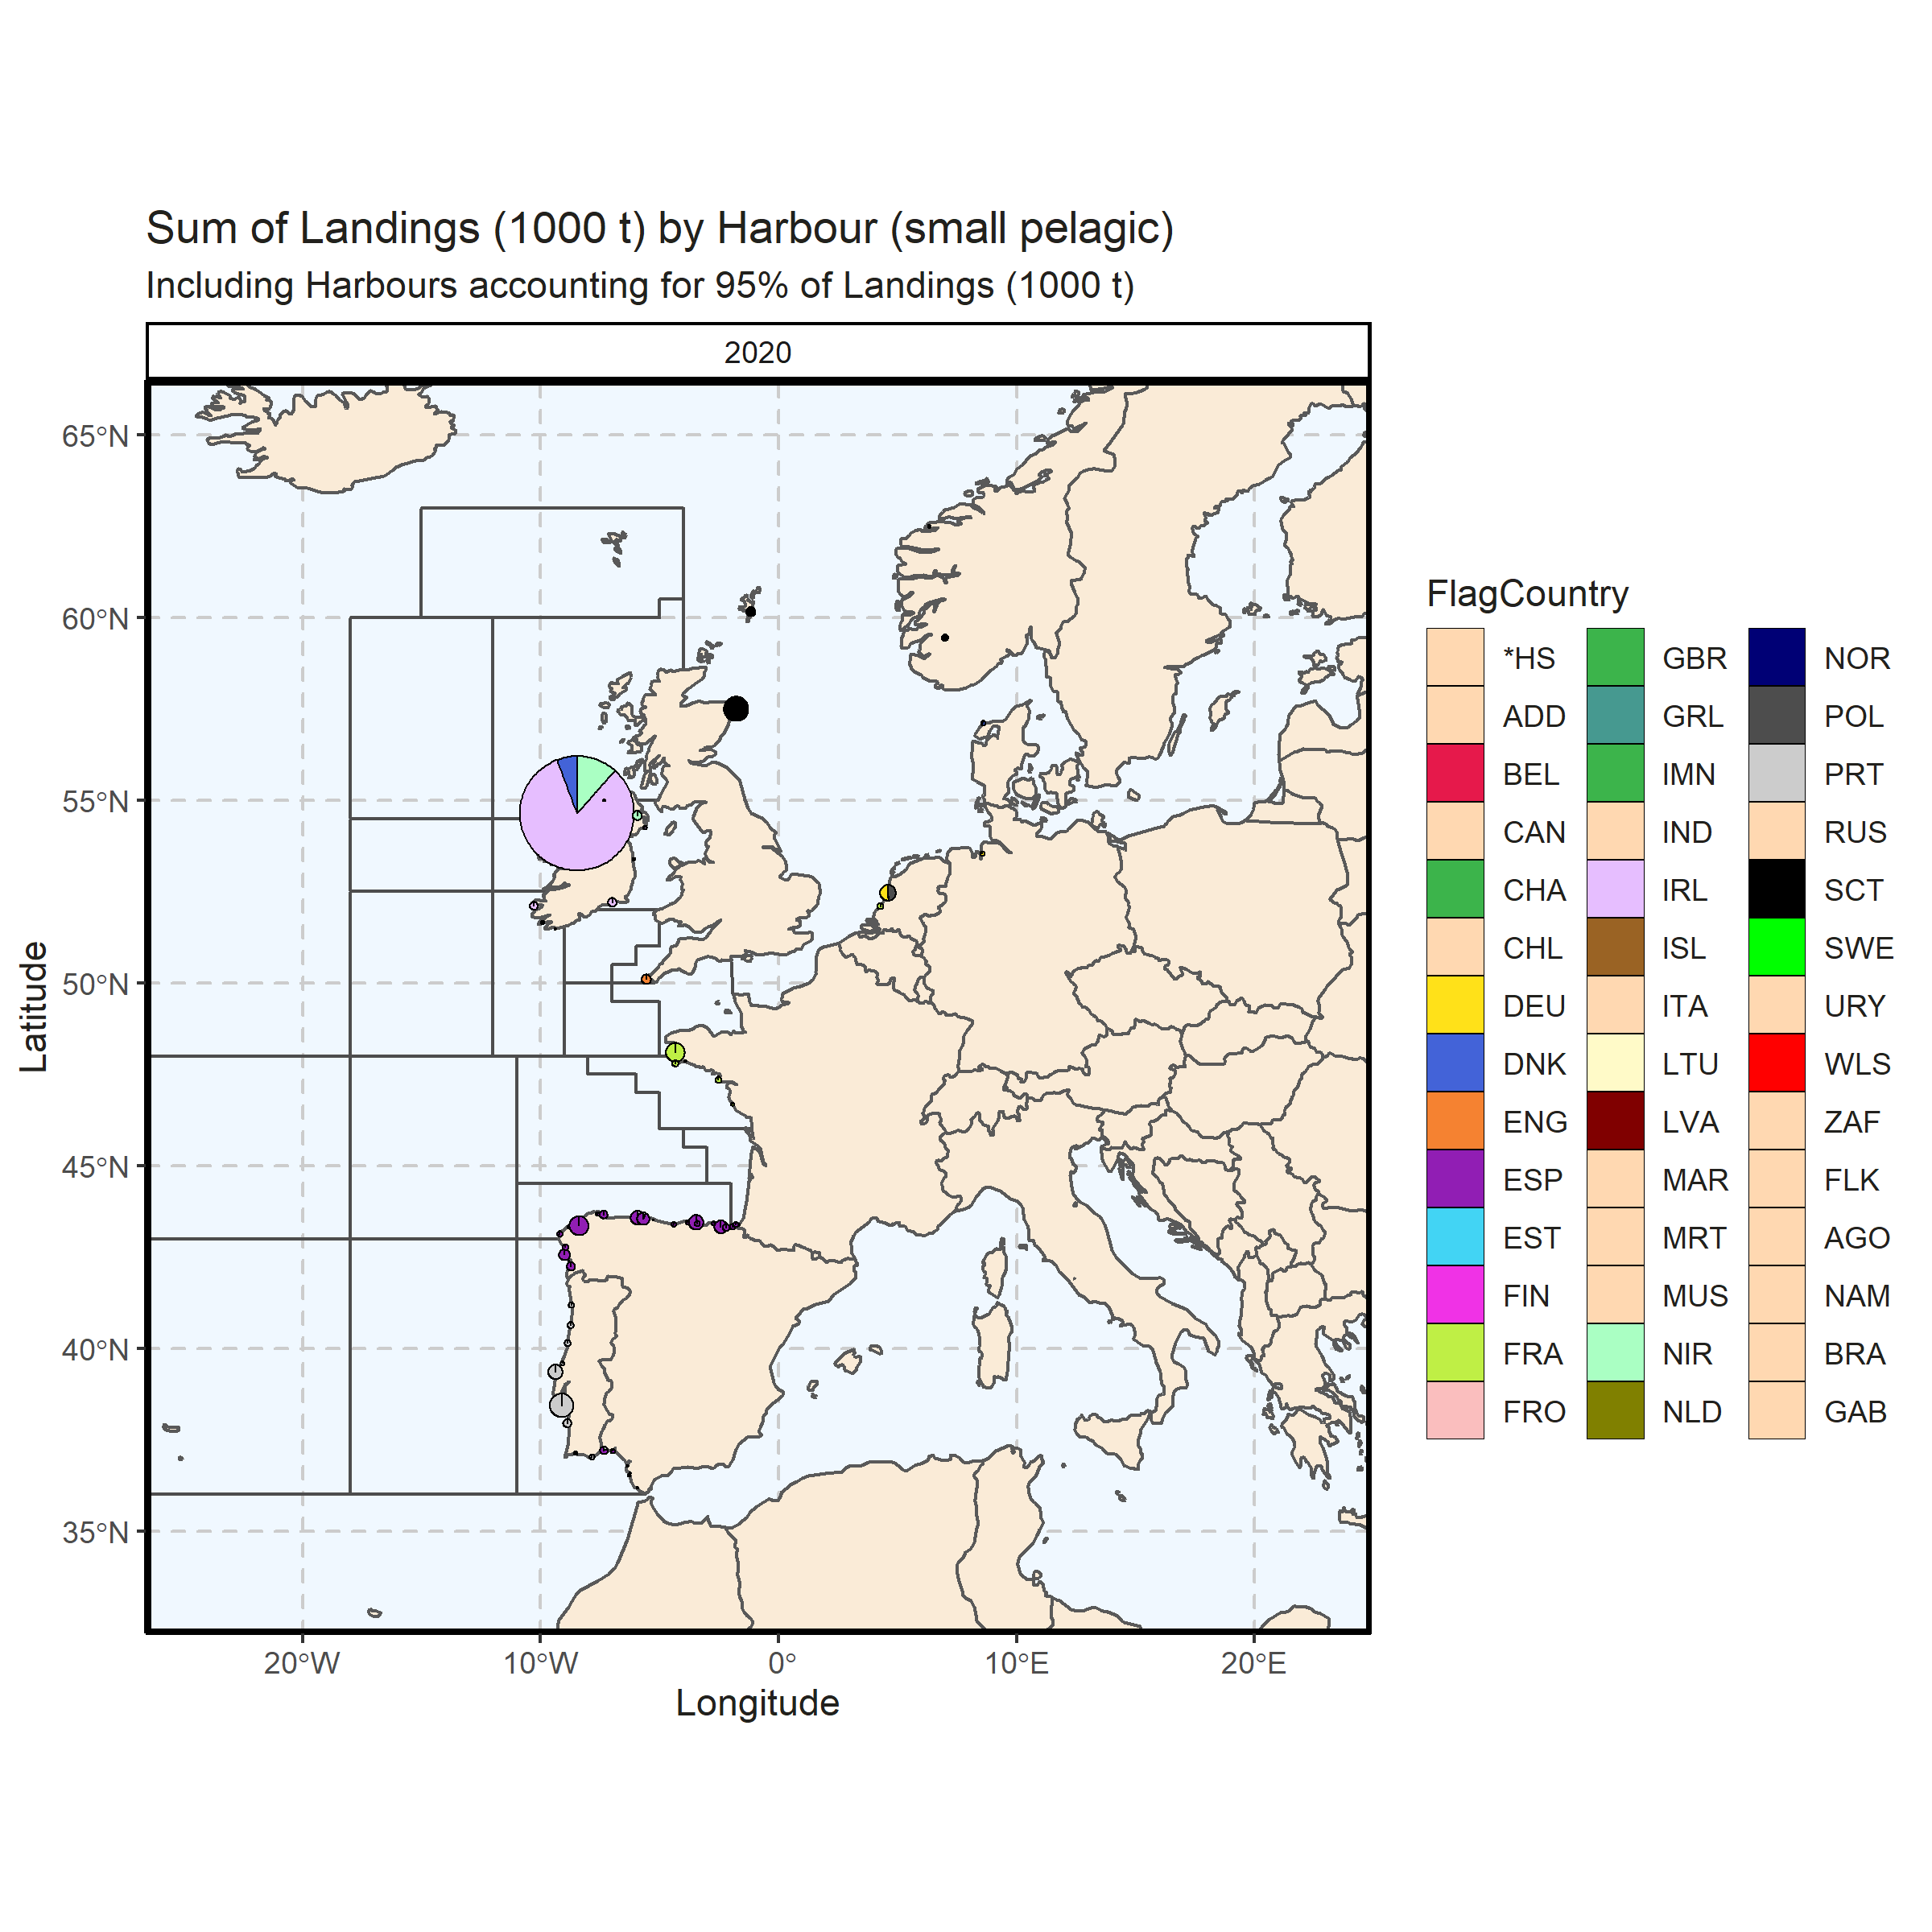 Sum of Landings (1000 t) by Harbour (small pelagic)
Including Harbours accounting for 95% of Landings (1000 t)
2020
65°N
60°N
55°N
50°N
45°N
40°N
35°N
Latitude
20°W 10°W 0° 10°E 20°E
Longitude
FlagCountry
*HS GBR NOR
ADD GRL POL
BEL IMN PRT
CAN IND RUS
CHA IRL SCT
CHL ISL SWE
DEU ITA URY
DNK LTU WLS
ENG LVA ZAF
ESP MAR FLK
EST MRT AGO
FIN MUS NAM
FRA NIR BRA
FRO NLD GAB